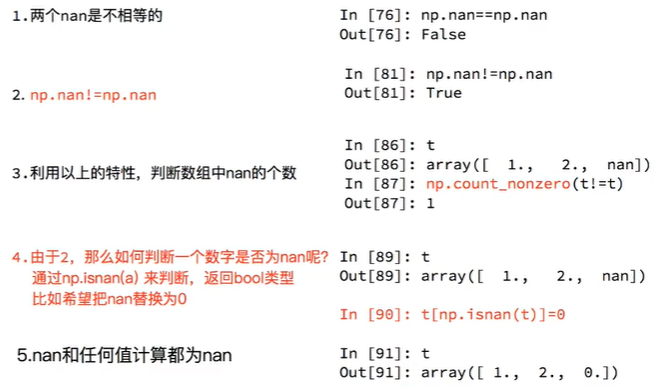 1.两个nan是不相等的
In [76]: np.nan==np.nan
Out[76]: False
2. np.nan!=np.nan
In [81]: np.nan!=np.nan
Out[81]: True
3.利用以上的特性，判断数组中nan的个数
In [86]: t
Out[86]: array([ 1., 2., nan])
In [87]: np.count_nonzero(t!=t)
Out[87]: 1
4.由于2，那么如何判断一个数字是否为nan呢?
通过np.isnan(a) 来判断，返回bool类型
比如希望把nan替换为0
In [89]: t
Out[89]: array([ 1., 2., nan])
In [90]: t[np.isnan(t)]=0
5.nan和任何值计算都为nan
In [91]: t
Out[91]: array([ 1., 2., 0.])